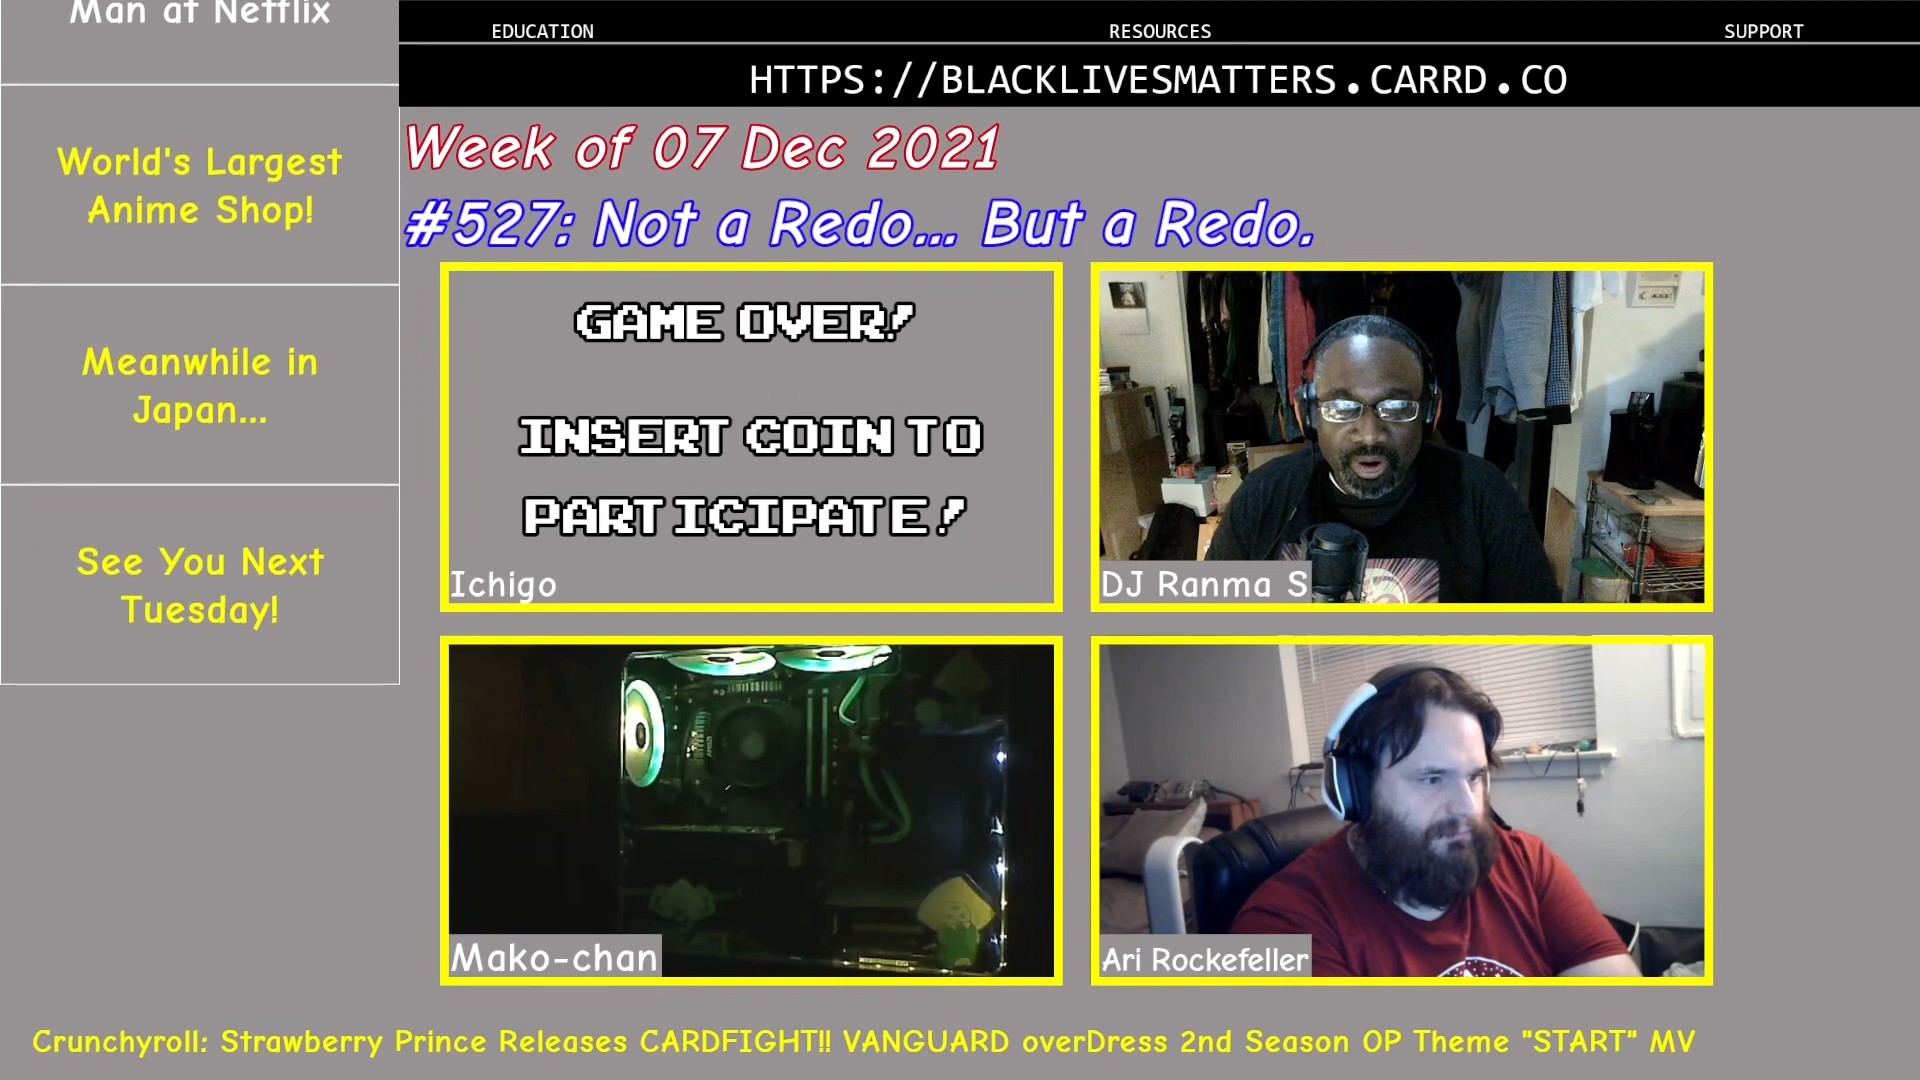 Man at Netflix
World's Largest
Anime Shop!
Meanwhile in
Japan...
See You Next
Tuesday!
EDUCATION
RESOURCES
SUPPORT
HTTPS://BLACKLIVESMATTERS.CARRD.CO
Week of 07 Dec 2021
#527: Not a Redo... But a Redo.
GAME OVER!
INSERT COIN TO
PARTICIPATE!
Ichigo
DJ Ranma S
Mako-chan
Ari Rockefeller
Crunchyroll: Strawberry Prince Releases CARDFIGHT!! VANGUARD overDress 2nd Season OP Theme "START" MV